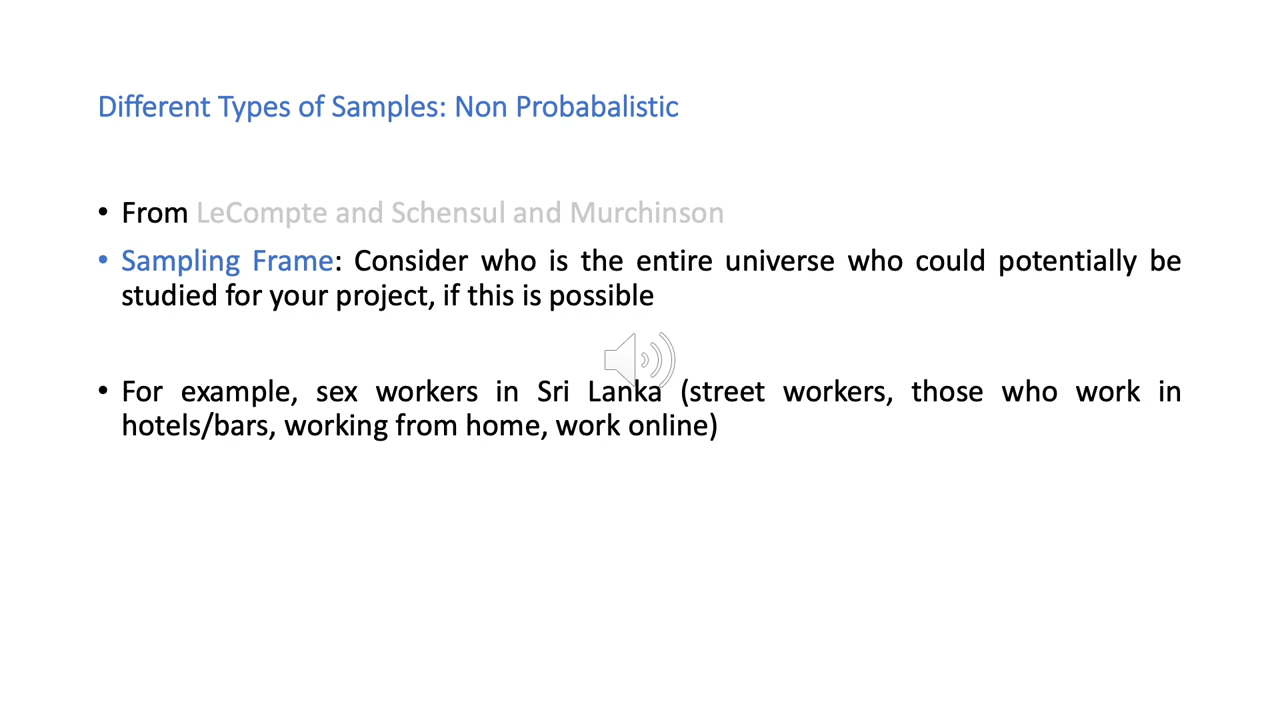 Different Types of Samples: Non Probabalistic
• From LeCompte and Schensul and Murchinson
• Sampling Frame: Consider who is the entire universe who could potentially be
studied for your project, if this is possible
• For example, sex workers in Sri Lanka (street workers, those who work in
hotels/bars, working from home, work online)